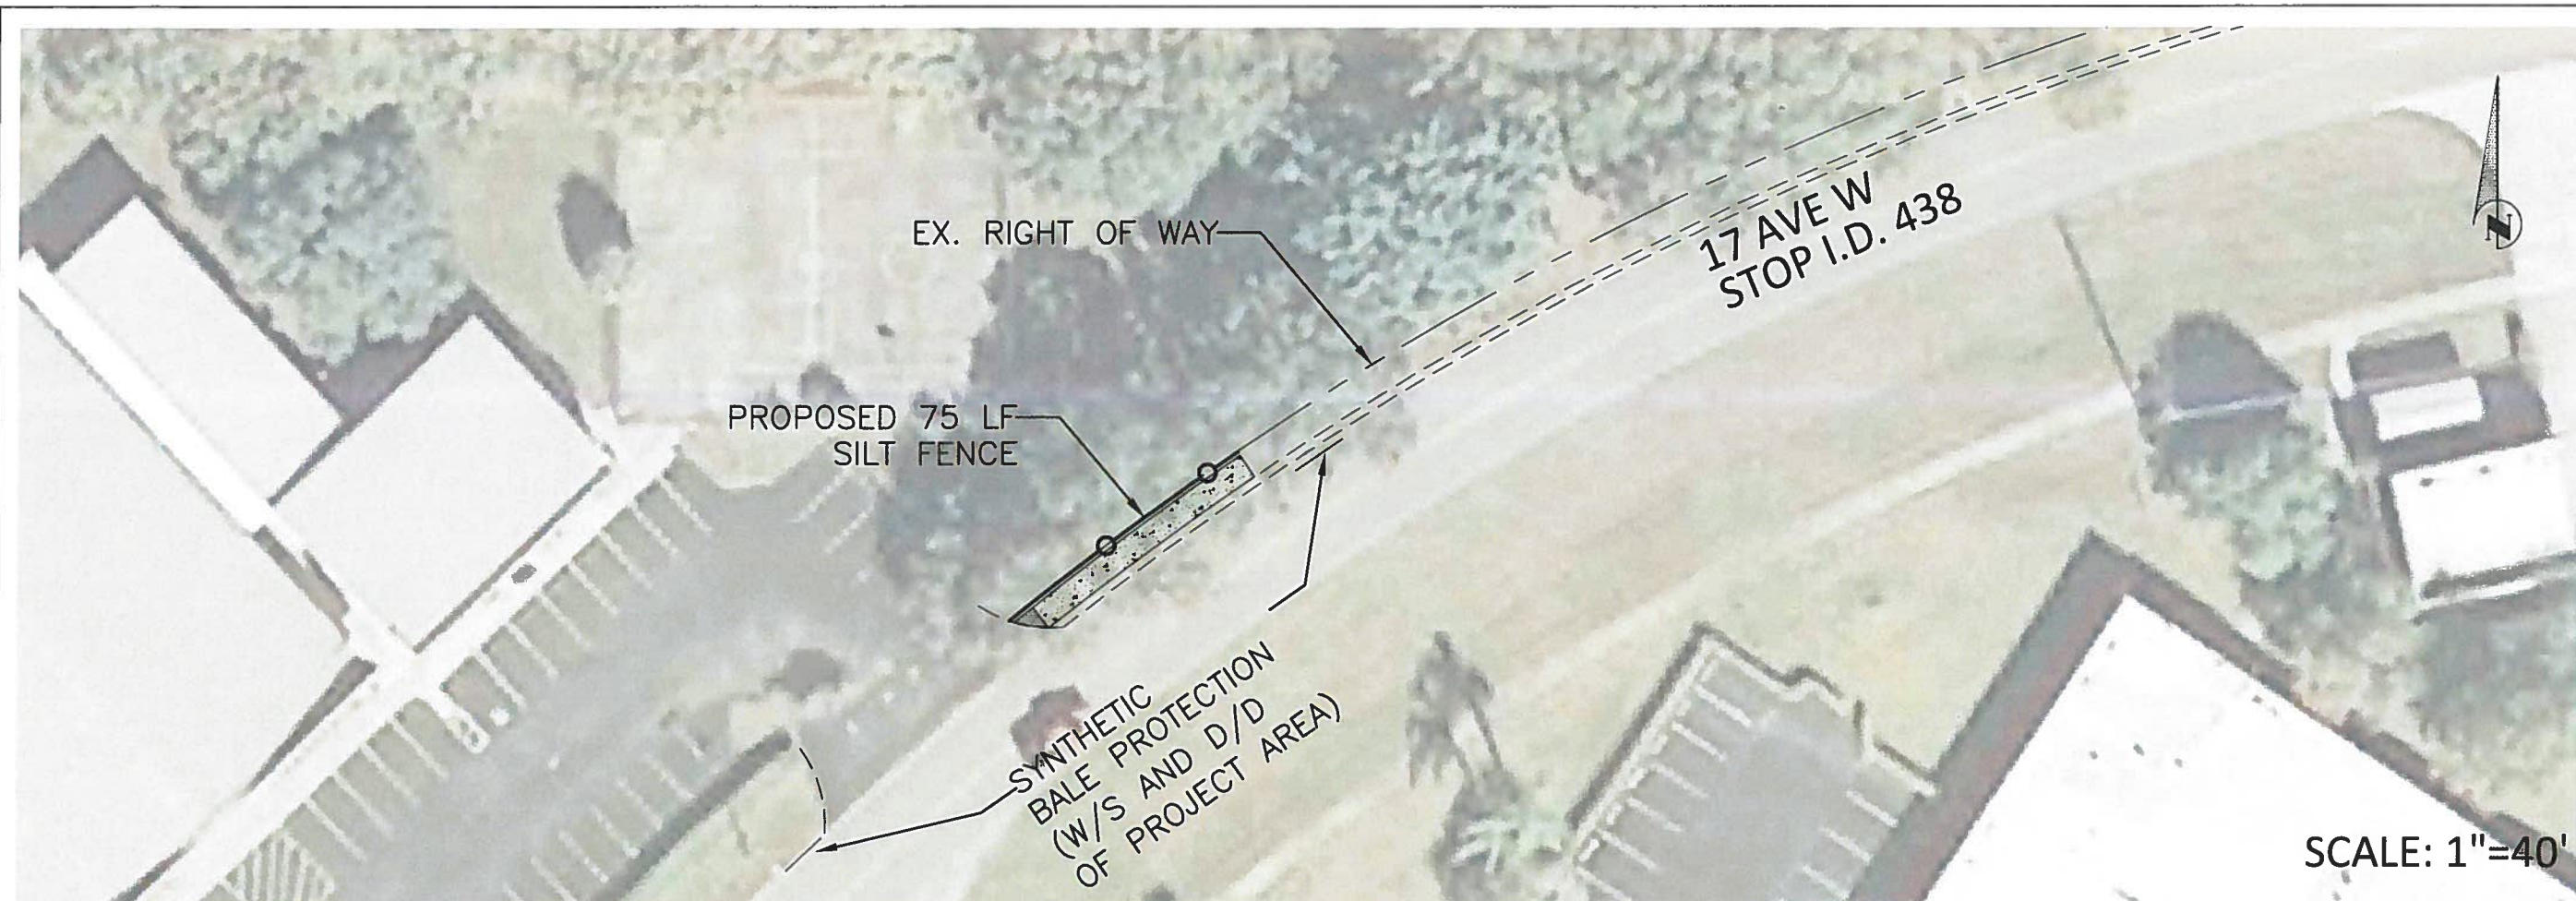 EX. RIGHT OF WAY
17 AVE W
STOP I.D. 438
N
PROPOSED 75 LF
SILT FENCE
SYNTHETIC
BALE PROTECTION
(W/S AND D/D
OF PROJECT AREA)
SCALE: 1"=40'